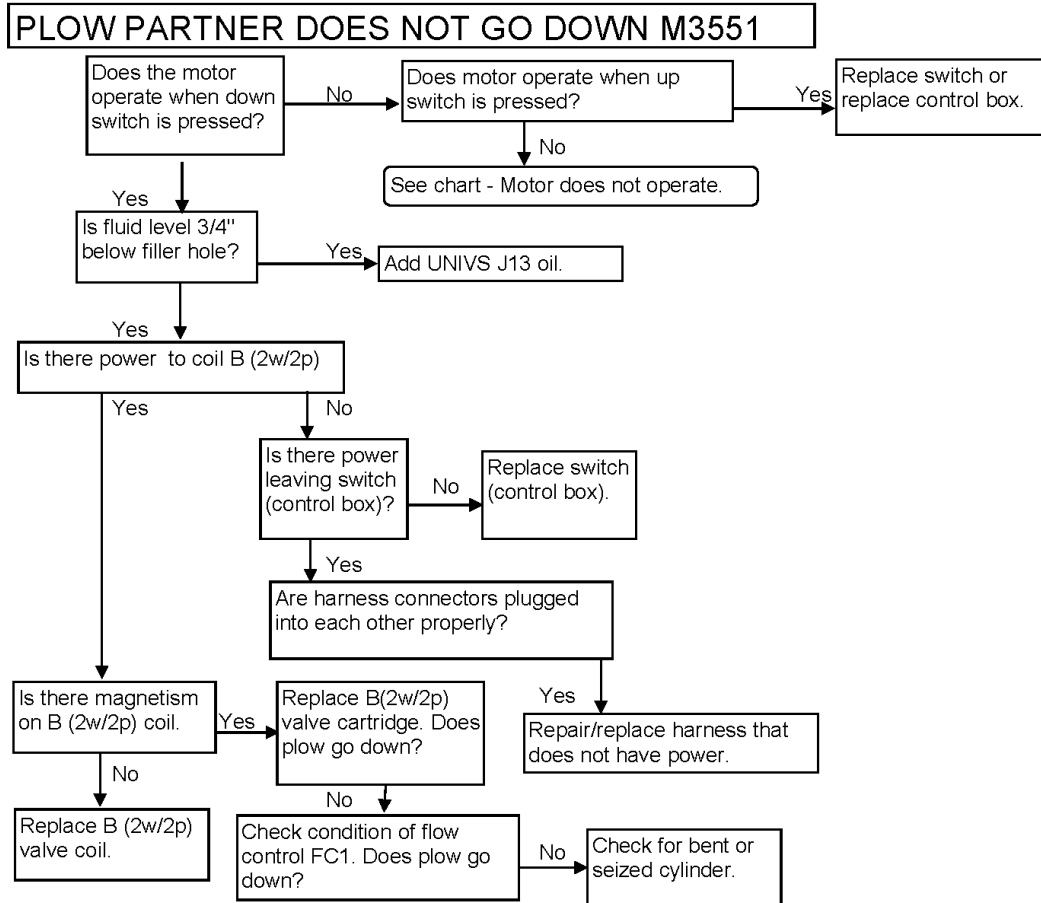 PLOW PARTNER DOES NOT GO DOWN M3551
Does the motor
operate when down
switch is pressed?
No
Does motor operate when up
switch is pressed?
Yes
Replace switch or
replace control box.
No
See chart - Motor does not operate.
Yes
Is fluid level 3/4"
below filler hole?
Yes
Add UNIVS J13 oil.
Yes
Is there power to coil B (2w/2p)
Yes
No
Is there power
leaving switch
(control box)?
No
Replace switch
(control box).
Yes
Are harness connectors plugged
into each other properly?
Yes
Repair/replace harness that
does not have power.
Is there magnetism
on B (2w/2p) coil.
Yes
Replace B(2w/2p)
valve cartridge. Does
plow go down?
No
Replace B (2w/2p)
valve coil.
No
Check condition of flow
control FC1. Does plow go
down?
No
Check for bent or
seized cylinder.